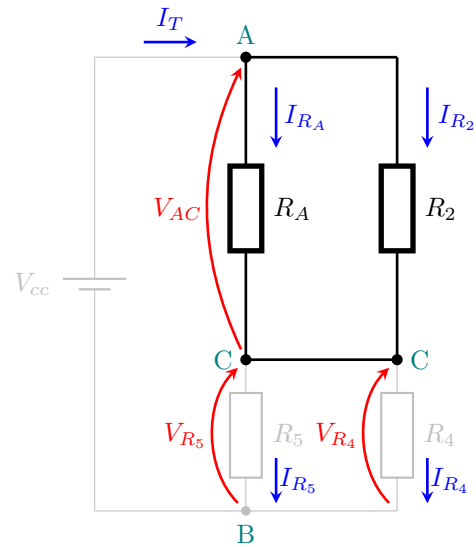 I_T
A
I_{R_A}
I_{R_2}
V_{AC}
R_A
R_2
V_{cc}
C
C
V_{R_5}
R_5
V_{R_4}
R_4
I_{R_5}
I_{R_4}
B